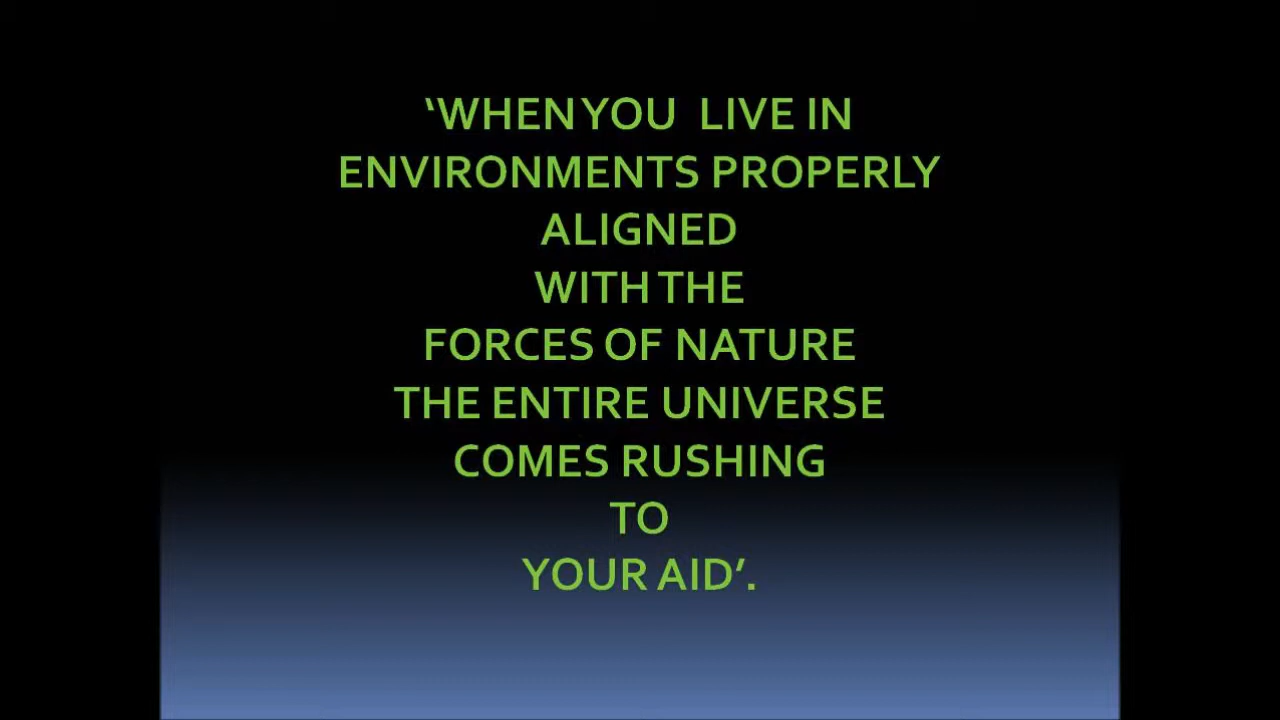 ‘WHEN YOU LIVE IN
ENVIRONMENTS PROPERLY
ALIGNED
WITH THE
FORCES OF NATURE
THE ENTIRE UNIVERSE
COMES RUSHING
TO
YOUR AID’.